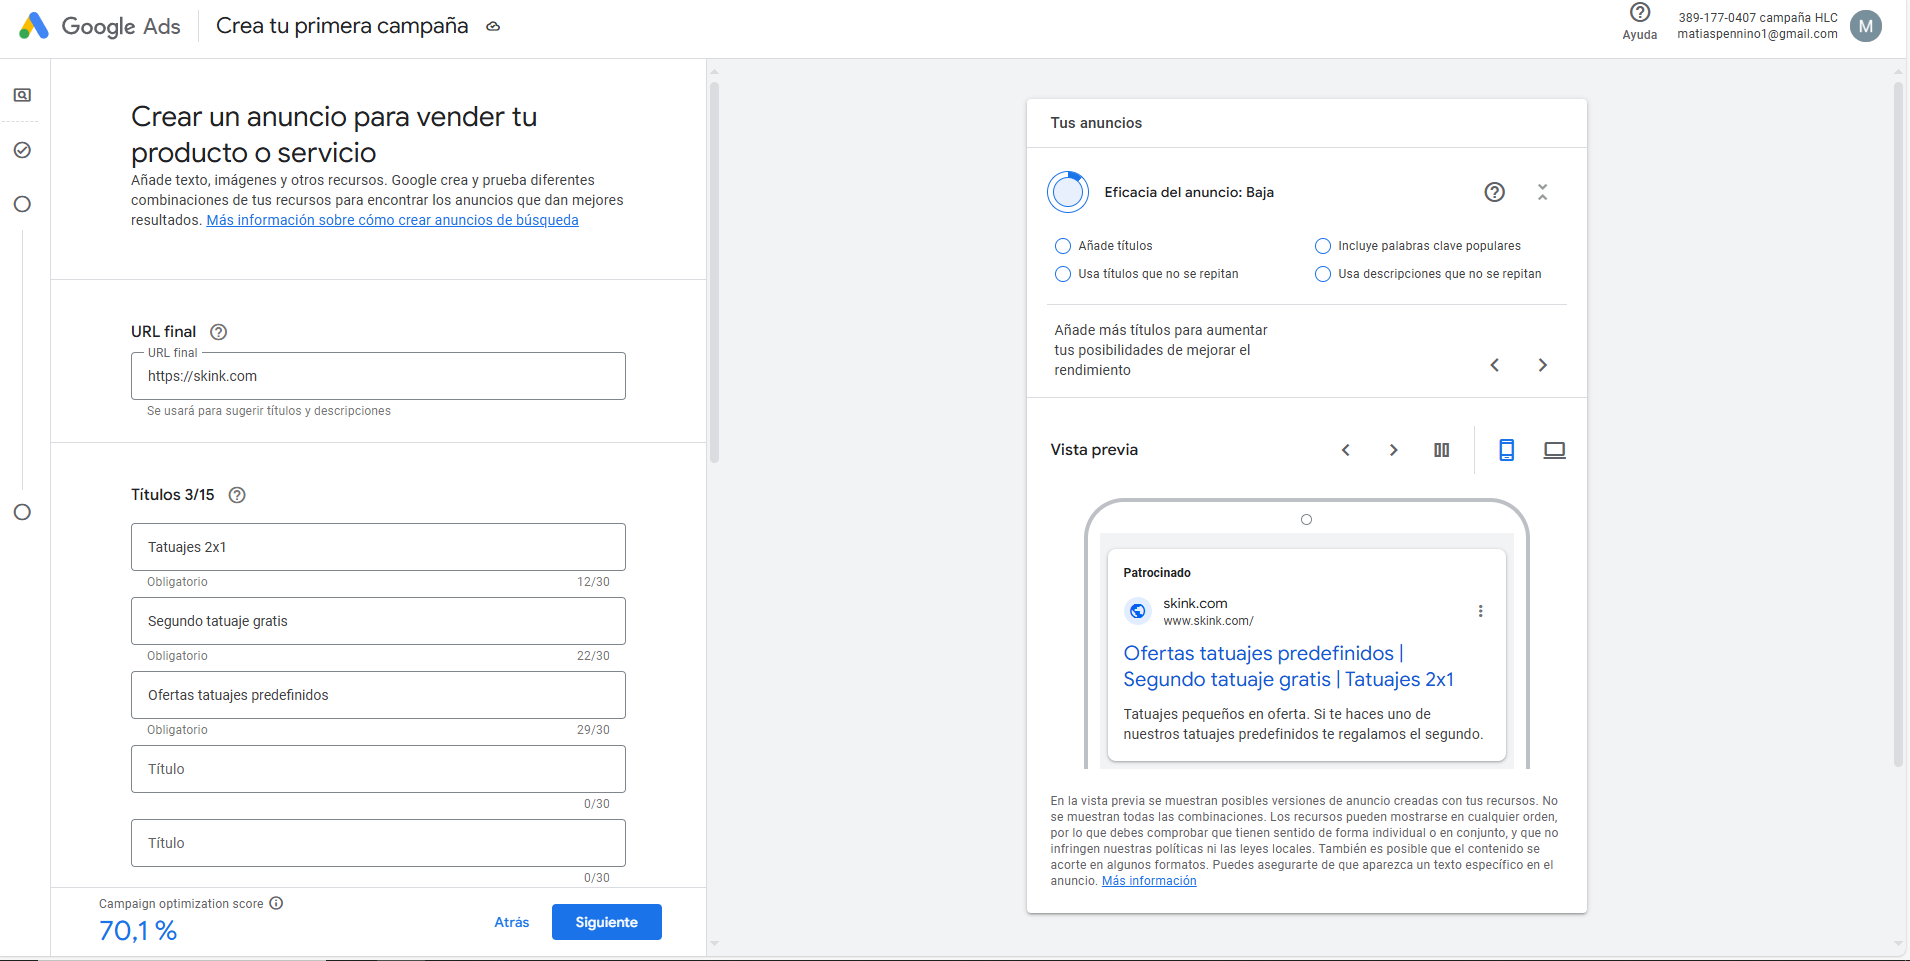 Google Ads
Crea tu primera campaña
Ayuda
389-177-0407 campaña HLC
matiaspennino1@gmail.com
M
Crear un anuncio para vender tu
producto o servicio
Añade texto, imágenes y otros recursos. Google crea y prueba diferentes
combinaciones de tus recursos para encontrar los anuncios que dan mejores
resultados. Más información sobre cómo crear anuncios de búsqueda
URL final
URL final
https://skink.com
Se usará para sugerir títulos y descripciones
Títulos 3/15
Tatuajes 2x1
Obligatorio 12/30
Segundo tatuaje gratis
Obligatorio 22/30
Ofertas tatuajes predefinidos
Obligatorio 29/30
Título
0/30
Título
0/30
Campaign optimization score
70,1 %
Atrás
Siguiente
Tus anuncios
Eficacia del anuncio: Baja
Añade títulos
Incluye palabras clave populares
Usa títulos que no se repitan
Usa descripciones que no se repitan
Añade más títulos para aumentar
tus posibilidades de mejorar el
rendimiento
Vista previa
Patrocinado
skink.com
www.skink.com/
Ofertas tatuajes predefinidos |
Segundo tatuaje gratis | Tatuajes 2x1
Tatuajes pequeños en oferta. Si te haces uno de
nuestros tatuajes predefinidos te regalamos el segundo.
En la vista previa se muestran posibles versiones de anuncio creadas con tus recursos. No
se muestran todas las combinaciones. Los recursos pueden mostrarse en cualquier orden,
por lo que debes comprobar que tienen sentido de forma individual o en conjunto, y que no
infringen nuestras políticas ni las leyes locales. También es posible que el contenido se
acorte en algunos formatos. Puedes asegurarte de que aparezca un texto específico en el
anuncio. Más información